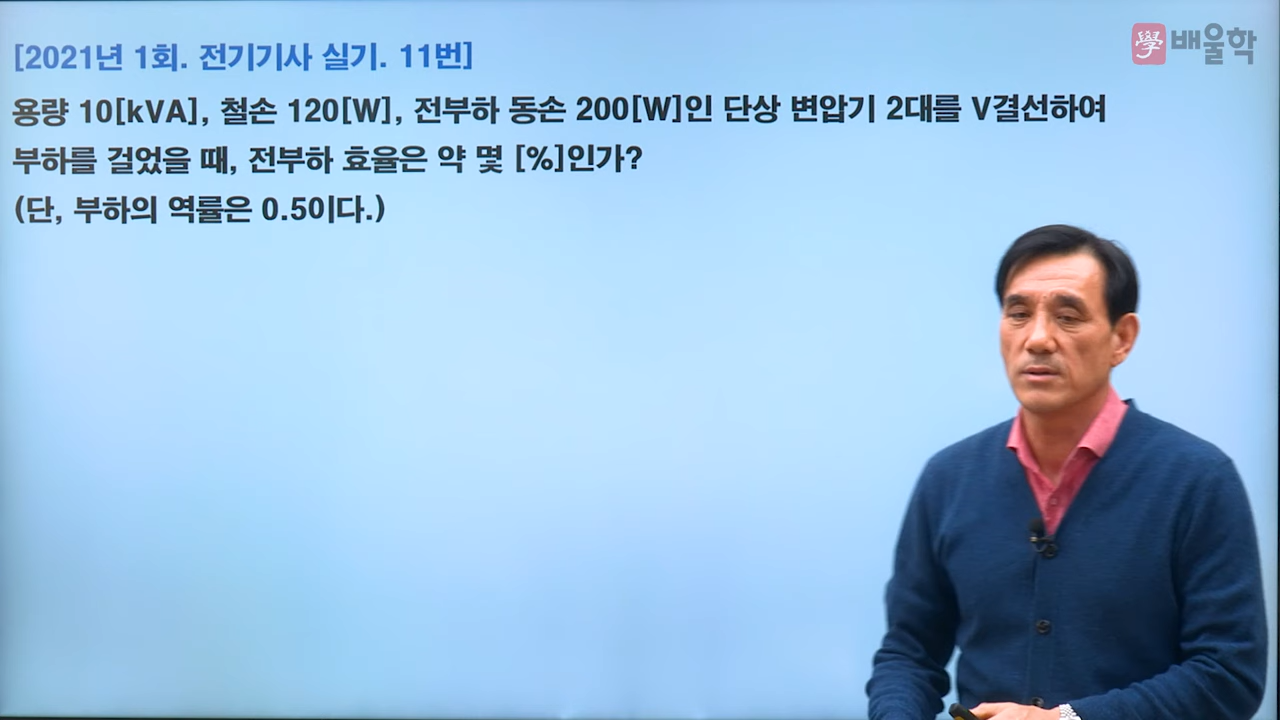 [2021년 1회. 전기기사 실기. 11번]
學 배울학
용량 10[kVA], 철손 120[W], 전부하 동손 200[W]인 단상 변압기 2대를 V결선하여
부하를 걸었을 때, 전부하 효율은 약 몇 [%]인가?
(단, 부하의 역률은 0.5이다.)